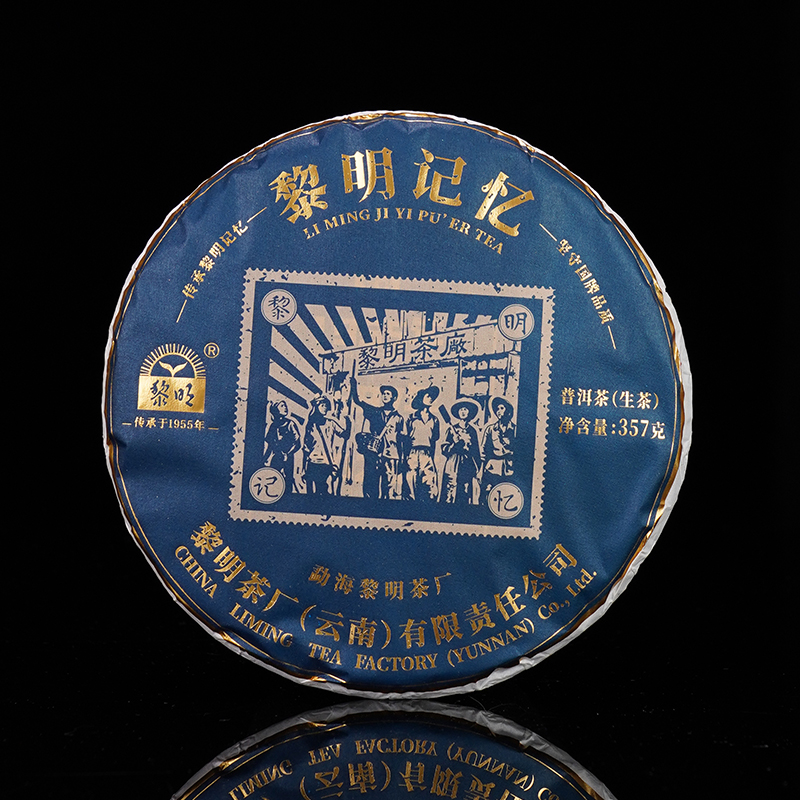 黎明记忆
LI MING JI YI PU'ER TEA
传承黎明记忆
坚守国牌品质
黎
明
黎明茶廠
黎明
®
传承于1955年
普洱茶(生茶)
净含量:357克
记
忆
勐海黎明茶厂
黎明茶厂(云南)有限责任公司
CHINA LIMING TEA FACTORY (YUNNAN) Co., Ltd.